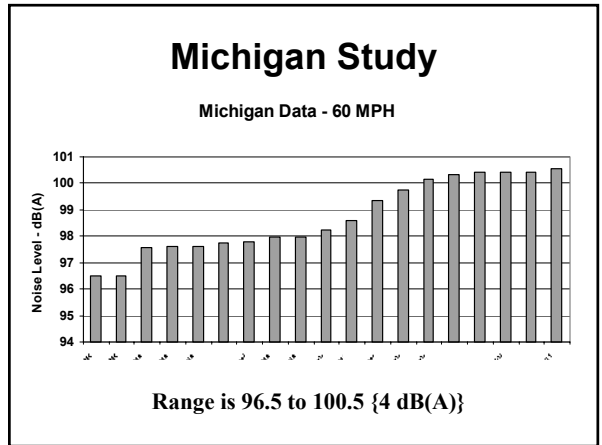 Michigan Study
Michigan Data - 60 MPH
Noise Level - dB(A)
101
100
99
98
97
96
95
94
Range is 96.5 to 100.5 {4 dB(A)}